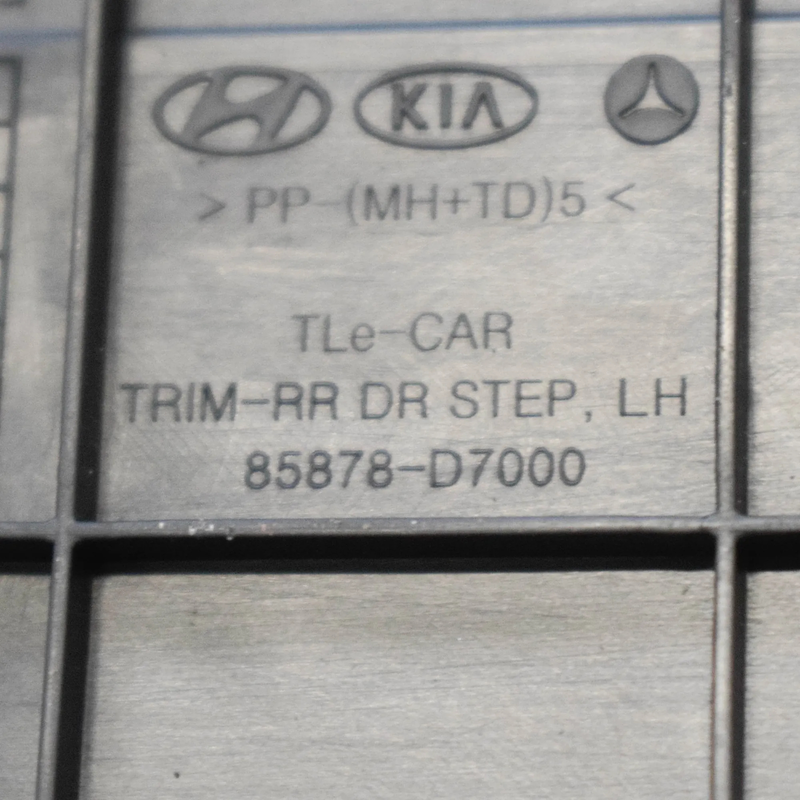 KIA
> PP-(MH+TD)5 <
TLe-CAR
TRIM-RR DR STEP, LH
85878-D7000